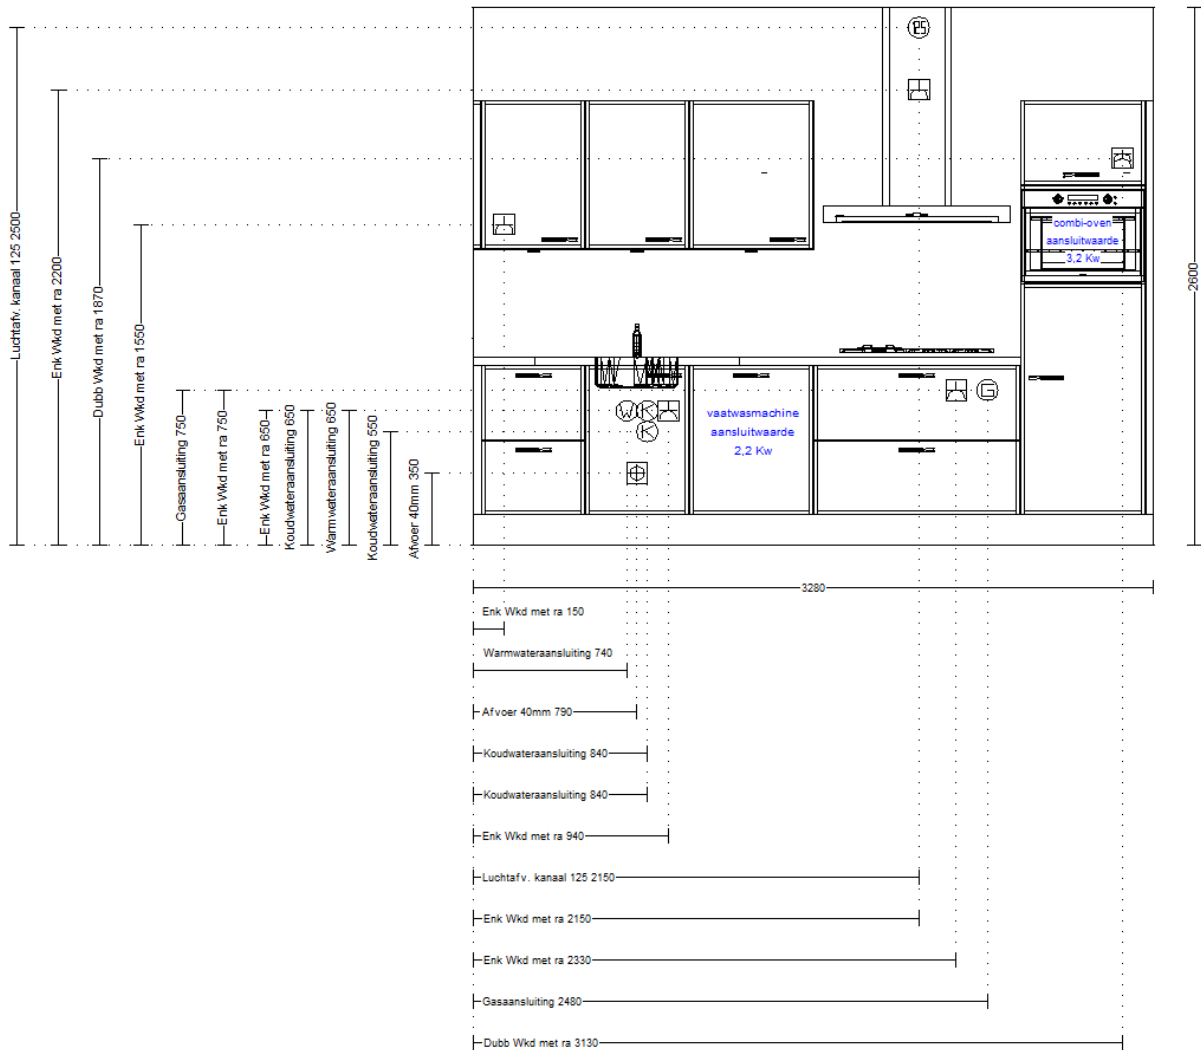 125
Luchtafv. kanaal 125 2500
Enk Wkd met ra 2200
Dubb Wkd met ra 1870
Enk Wkd met ra 1550
Gasaansluiting 750
Enk Wkd met ra 750
Enk Wkd met ra 650
Koudwateraansluiting 650
Warmwateraansluiting 650
Koudwateraansluiting 550
Afvoer 40mm 350
combi-oven
aansluitwaarde
3,2 Kw
2600
W
K
G
K
vaatwasmachine
aansluitwaarde
2,2 Kw
3280
Enk Wkd met ra 150
Warmwateraansluiting 740
Afvoer 40mm 790
Koudwateraansluiting 840
Koudwateraansluiting 840
Enk Wkd met ra 940
Luchtafv. kanaal 125 2150
Enk Wkd met ra 2150
Enk Wkd met ra 2330
Gasaansluiting 2480
Dubb Wkd met ra 3130